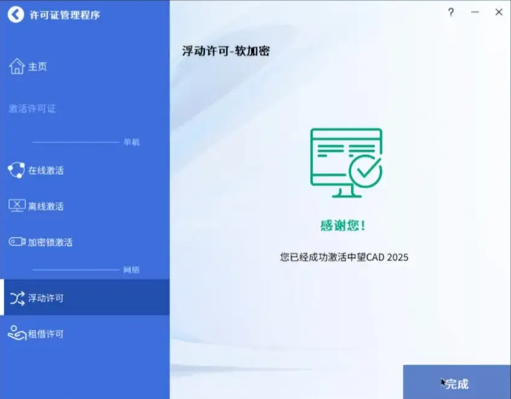 许可证管理程序
?
浮动许可-软加密
主页
激活许可证
单机
在线激活
离线激活
加密锁激活
网络
浮动许可
租借许可
感谢您！
您已经成功激活中望CAD 2025
完成